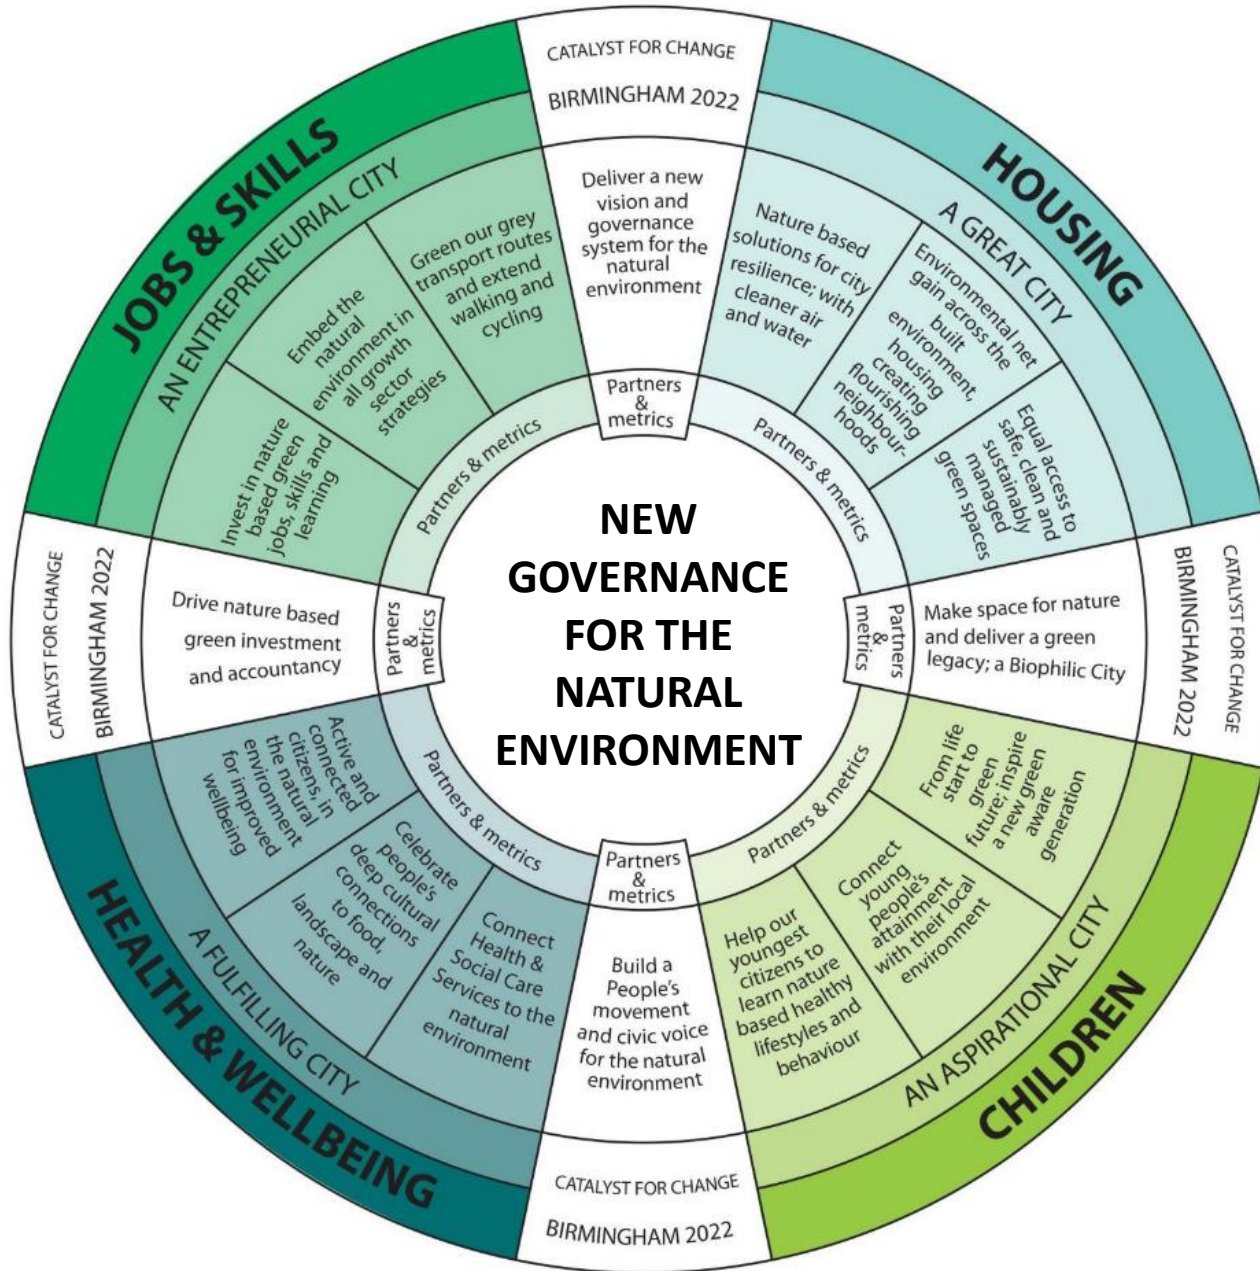 CATALYST FOR CHANGE
BIRMINGHAM 2022
Deliver a new
vision and
governance
system for the
natural
environment
Partners
&
metrics
HOUSING
A GREAT CITY
Nature based
solutions for city
resilience; with
cleaner air
and water
Environmental net
gain across the
built
environment,
housing
creating
flourishing
neighbour-
hoods
Equal access to
safe, clean and
sustainably
managed
green spaces
Partners & metrics
CATALYST FOR CHANGE
BIRMINGHAM 2022
Make space for nature
and deliver a green
legacy; a Biophilic City
Partners
&
metrics
CHILDREN
AN ASPIRATIONAL CITY
From life
start to
green
future; inspire
a new green
aware
generation
Connect
young
people's
attainment
with their local
environment
Help our
youngest
citizens to
learn nature
based healthy
lifestyles and
behaviour
Partners & metrics
CATALYST FOR CHANGE
BIRMINGHAM 2022
Build a
People's
movement
and civic voice
for the natural
environment
Partners
&
metrics
HEALTH & WELLBEING
A FULFILLING CITY
Connect
Health &
Social Care
Services to the
natural
environment
Celebrate
people's
deep cultural
connections
to food,
landscape and
nature
Active and
connected
citizens, in
the natural
environment
for improved
wellbeing
Partners & metrics
CATALYST FOR CHANGE
BIRMINGHAM 2022
Drive nature based
green investment
and accountancy
Partners
&
metrics
JOBS & SKILLS
AN ENTREPRENEURIAL CITY
Invest in nature
based green
jobs, skills and
learning
Embed the
natural
environment in
all growth
sector
strategies
Green our grey
transport routes
and extend
walking and
cycling
Partners & metrics
NEW
GOVERNANCE
FOR THE
NATURAL
ENVIRONMENT